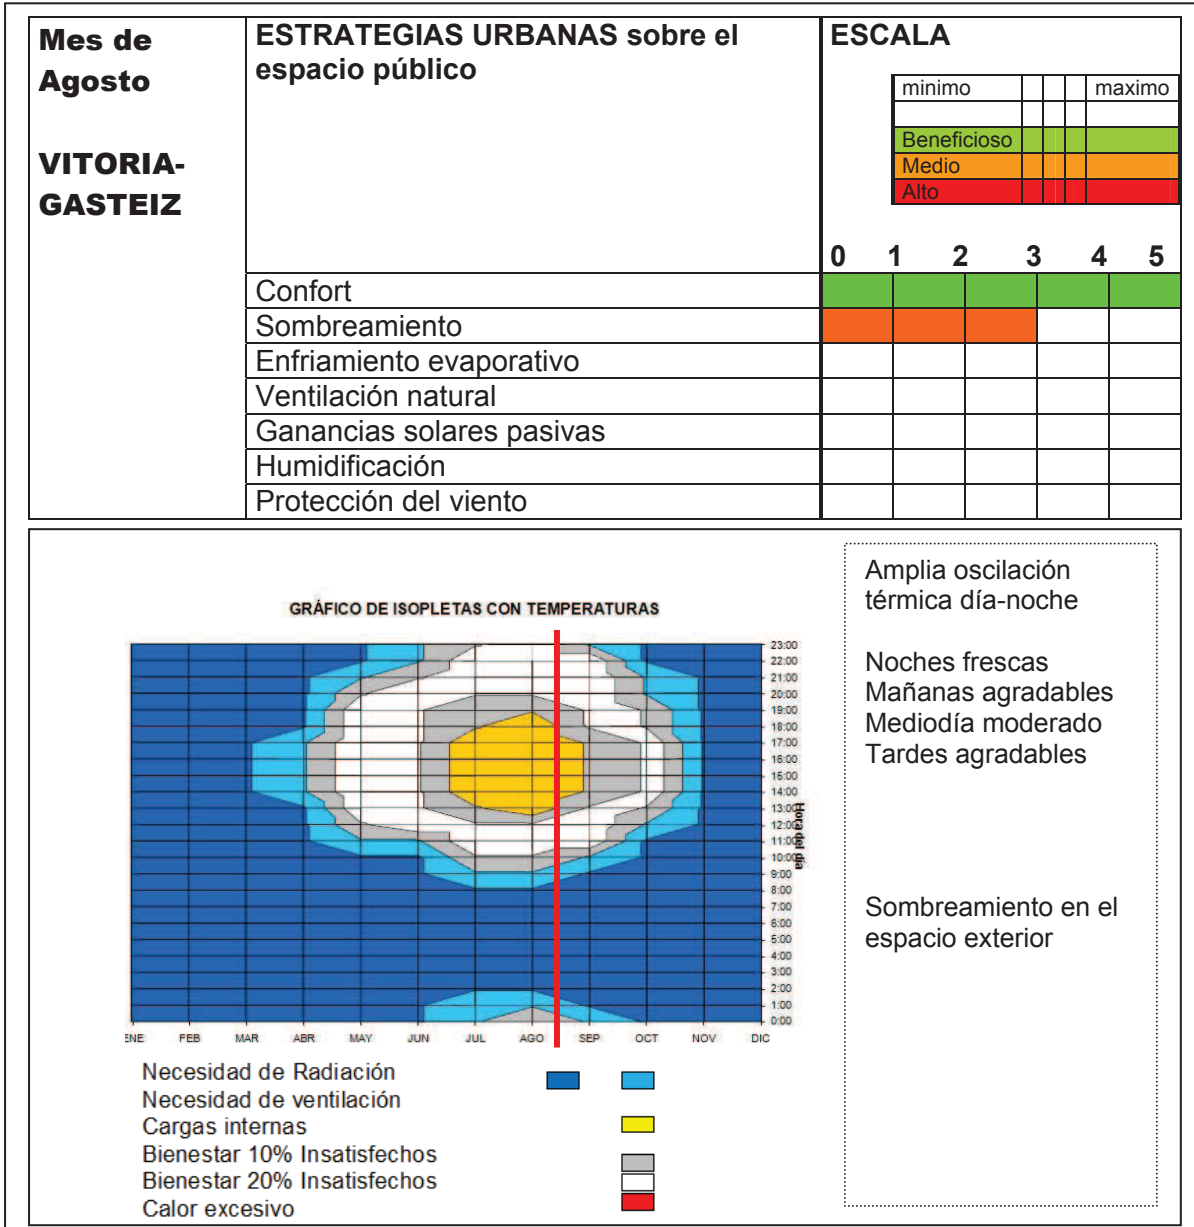 Mes de
Agosto
VITORIA-
GASTEIZ
ESTRATEGIAS URBANAS sobre el
espacio público
ESCALA
minimo maximo
Beneficioso
Medio
Alto
0 1 2 3 4 5
Confort
Sombreamiento
Enfriamiento evaporativo
Ventilación natural
Ganancias solares pasivas
Humidificación
Protección del viento
GRÁFICO DE ISOPLETAS CON TEMPERATURAS
23:00
22:00
21:00
20:00
19:00
18:00
17:00
16:00
15:00
14:00
13:00
12:00
11:00
10:00
9:00
8:00
7:00
6:00
5:00
4:00
3:00
2:00
1:00
0:00
Hora del día
ENE FEB MAR ABR MAY JUN JUL AGO SEP OCT NOV DIC
Necesidad de Radiación
Necesidad de ventilación
Cargas internas
Bienestar 10% Insatisfechos
Bienestar 20% Insatisfechos
Calor excesivo
Amplia oscilación
térmica día-noche
Noches frescas
Mañanas agradables
Mediodía moderado
Tardes agradables
Sombreamiento en el
espacio exterior